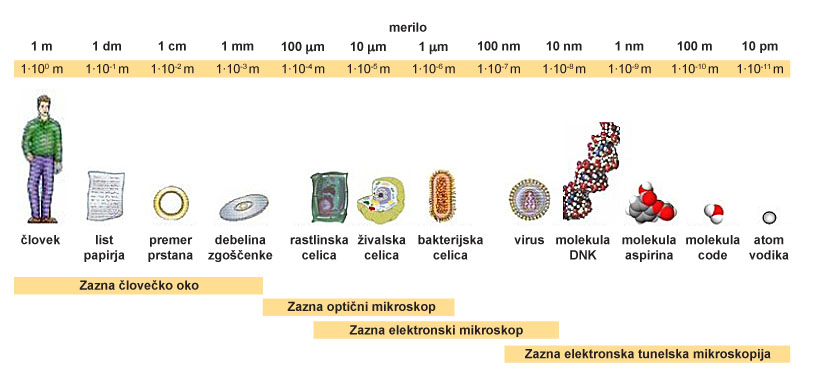 merilo
1 m 1 dm 1 cm 1 mm 100 µm 10 µm 1 µm 100 nm 10 nm 1 nm 100 m 10 pm
1·10⁰ m 1·10⁻¹ m 1·10⁻² m 1·10⁻³ m 1·10⁻⁴ m 1·10⁻⁵ m 1·10⁻⁶ m 1·10⁻⁷ m 1·10⁻⁸ m 1·10⁻⁹ m 1·10⁻¹⁰ m 1·10⁻¹¹ m
človek list premer debelina rastlinska živalska bakterijska virus molekula molekula molekula atom
papirja prstana zgoščenke celica celica celica DNK aspirina code vodika
Zazna človečko oko
Zazna optični mikroskop
Zazna elektronski mikroskop
Zazna elektronska tunelska mikroskopija